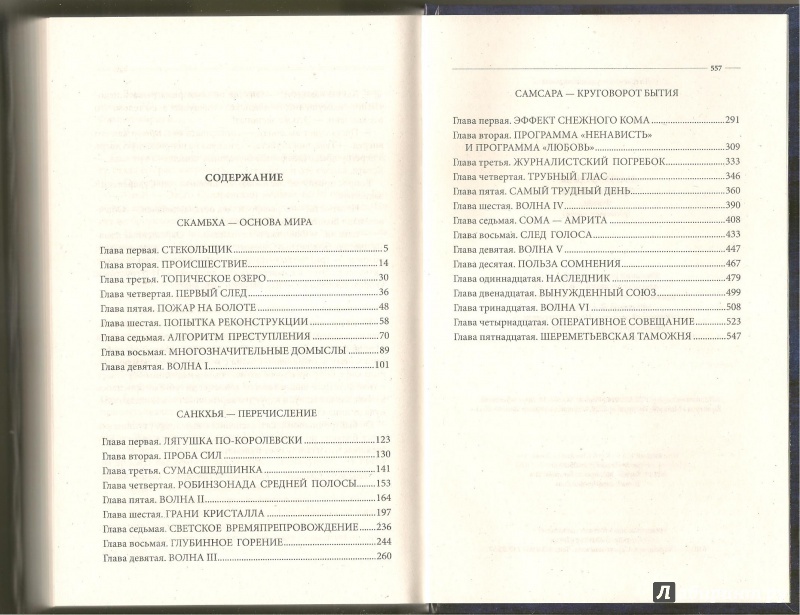 СОДЕРЖАНИЕ
СКАМБХА — ОСНОВА МИРА
Глава первая. СТЕКОЛЬЩИК 5
Глава вторая. ПРОИСШЕСТВИЕ 14
Глава третья. ТОПИЧЕСКОЕ ОЗЕРО 30
Глава четвертая. ПЕРВЫЙ СЛЕД 36
Глава пятая. ПОЖАР НА БОЛОТЕ 48
Глава шестая. ПОПЫТКА РЕКОНСТРУКЦИИ 58
Глава седьмая. АЛГОРИТМ ПРЕСТУПЛЕНИЯ 70
Глава восьмая. МНОГОЗНАЧИТЕЛЬНЫЕ ДОМЫСЛЫ 89
Глава девятая. ВОЛНА I 101
САНКХЬЯ — ПЕРЕЧИСЛЕНИЕ
Глава первая. ЛЯГУШКА ПО-КОРОЛЕВСКИ 123
Глава вторая. ПРОБА СИЛ 130
Глава третья. СУМАСШЕДШИНКА 141
Глава четвертая. РОБИНЗОНАДА СРЕДНЕЙ ПОЛОСЫ 153
Глава пятая. ВОЛНА II 164
Глава шестая. ГРАНИ КРИСТАЛЛА 197
Глава седьмая. СВЕТСКОЕ ВРЕМЯПРЕПРОВОЖДЕНИЕ 236
Глава восьмая. ГЛУБИННОЕ ГОРЕНИЕ 244
Глава девятая. ВОЛНА III 260
557
САМСАРА — КРУГОВОРОТ БЫТИЯ
Глава первая. ЭФФЕКТ СНЕЖНОГО КОМА 291
Глава вторая. ПРОГРАММА «НЕНАВИСТЬ»
И ПРОГРАММА «ЛЮБОВЬ» 309
Глава третья. ЖУРНАЛИСТСКИЙ ПОГРЕБОК 333
Глава четвертая. ТРУБНЫЙ ГЛАС 346
Глава пятая. САМЫЙ ТРУДНЫЙ ДЕНЬ 360
Глава шестая. ВОЛНА IV 390
Глава седьмая. СОМА — АМРИТА 408
Глава восьмая. СЛЕД ГОЛОСА 433
Глава девятая. ВОЛНА V 447
Глава десятая. ПОЛЬЗА СОМНЕНИЯ 467
Глава одиннадцатая. НАСЛЕДНИК 479
Глава двенадцатая. ВЫНУЖДЕННЫЙ СОЮЗ 499
Глава тринадцатая. ВОЛНА VI 508
Глава четырнадцатая. ОПЕРАТИВНОЕ СОВЕЩАНИЕ 523
Глава пятнадцатая. ШЕРЕМЕТЬЕВСКАЯ ТАМОЖНЯ 547